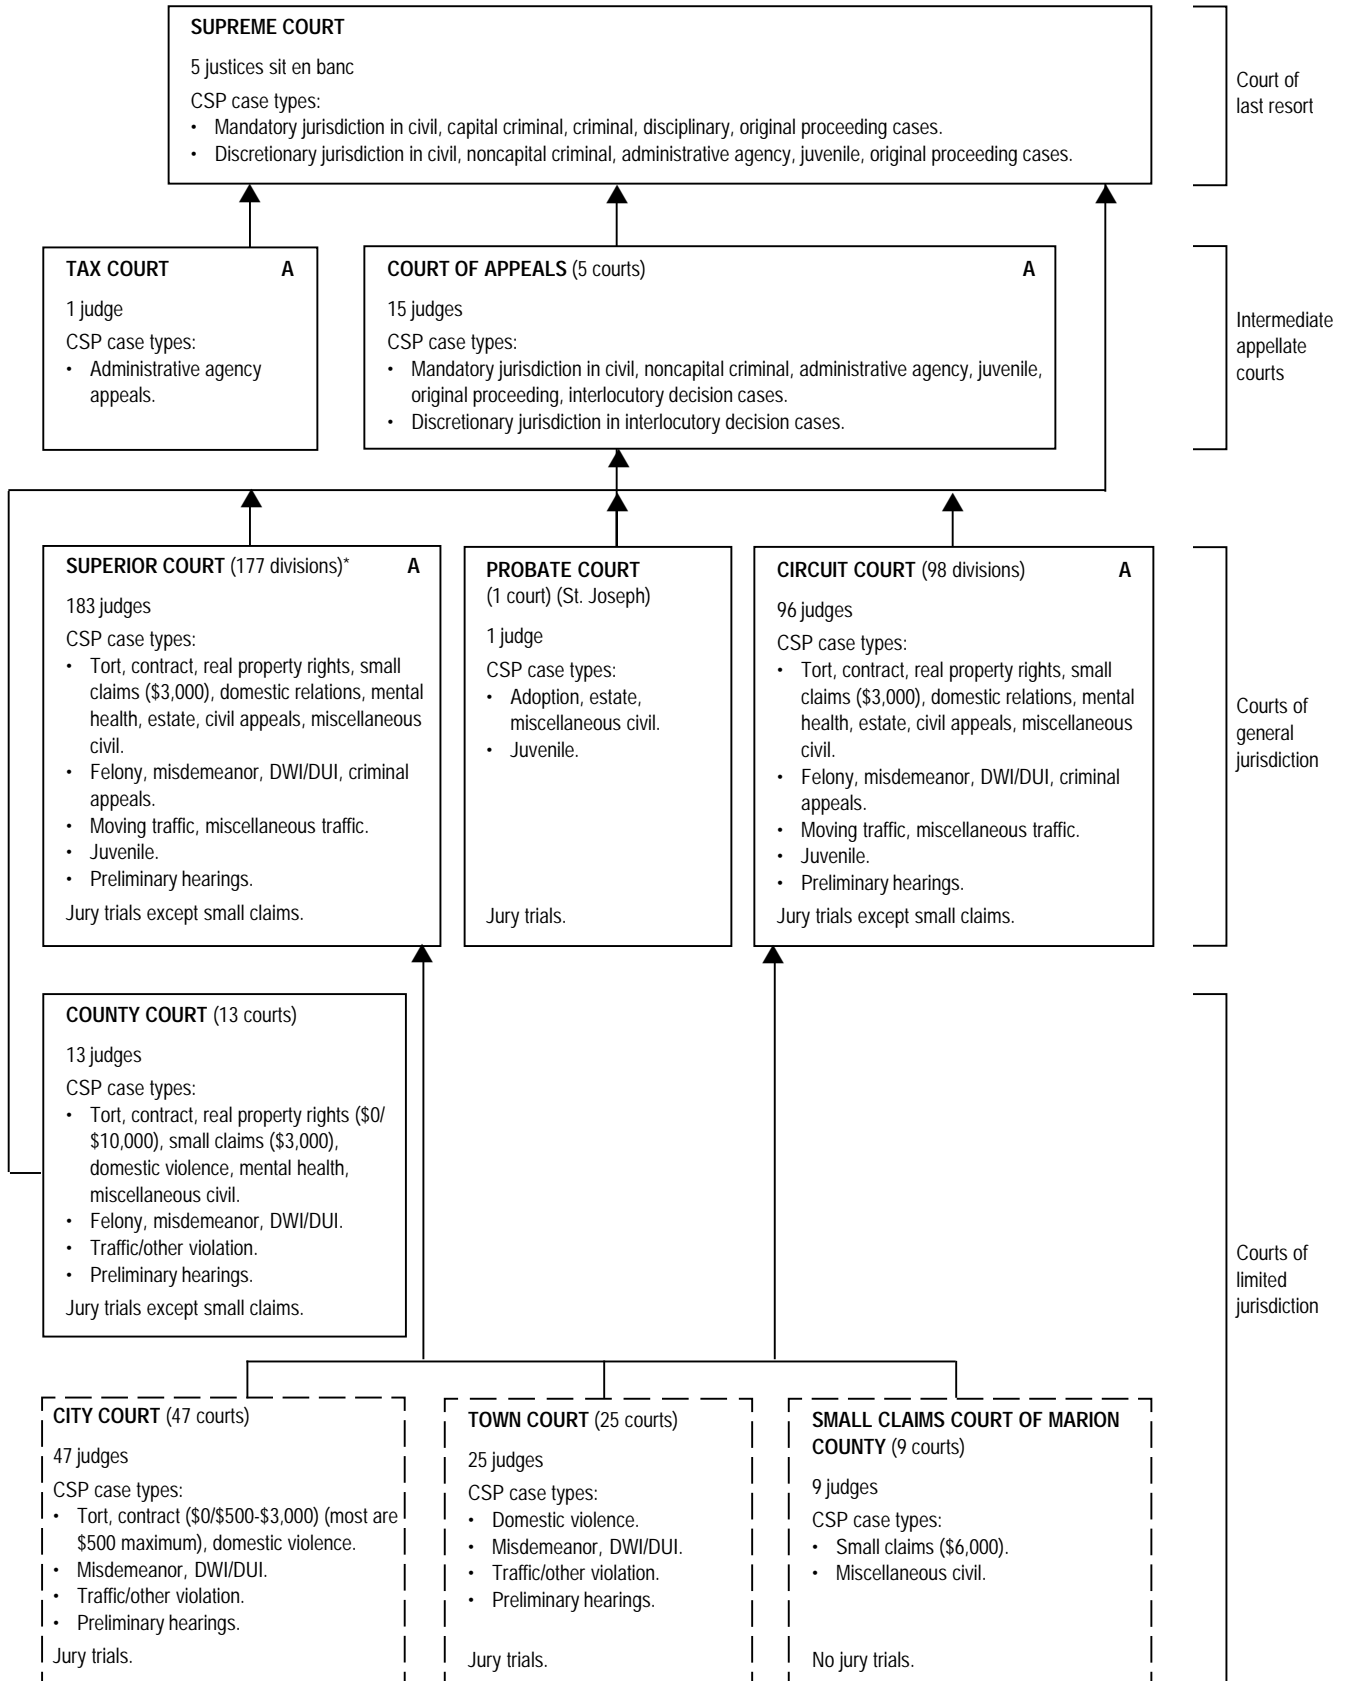 SUPREME COURT
5 justices sit en banc
CSP case types:
• Mandatory jurisdiction in civil, capital criminal, criminal, disciplinary, original proceeding cases.
• Discretionary jurisdiction in civil, noncapital criminal, administrative agency, juvenile, original proceeding cases.
Court of
last resort
TAX COURT A
1 judge
CSP case types:
• Administrative agency
appeals.
COURT OF APPEALS (5 courts) A
15 judges
CSP case types:
• Mandatory jurisdiction in civil, noncapital criminal, administrative agency, juvenile,
original proceeding, interlocutory decision cases.
• Discretionary jurisdiction in interlocutory decision cases.
Intermediate
appellate
courts
SUPERIOR COURT (177 divisions)* A
183 judges
CSP case types:
• Tort, contract, real property rights, small
claims ($3,000), domestic relations, mental
health, estate, civil appeals, miscellaneous
civil.
• Felony, misdemeanor, DWI/DUI, criminal
appeals.
• Moving traffic, miscellaneous traffic.
• Juvenile.
• Preliminary hearings.
Jury trials except small claims.
PROBATE COURT
(1 court) (St. Joseph)
1 judge
CSP case types:
• Adoption, estate,
miscellaneous civil.
• Juvenile.
Jury trials.
CIRCUIT COURT (98 divisions) A
96 judges
CSP case types:
• Tort, contract, real property rights, small
claims ($3,000), domestic relations, mental
health, estate, civil appeals, miscellaneous
civil.
• Felony, misdemeanor, DWI/DUI, criminal
appeals.
• Moving traffic, miscellaneous traffic.
• Juvenile.
• Preliminary hearings.
Jury trials except small claims.
Courts of
general
jurisdiction
COUNTY COURT (13 courts)
13 judges
CSP case types:
• Tort, contract, real property rights ($0/
$10,000), small claims ($3,000),
domestic violence, mental health,
miscellaneous civil.
• Felony, misdemeanor, DWI/DUI.
• Traffic/other violation.
• Preliminary hearings.
Jury trials except small claims.
Courts of
limited
jurisdiction
CITY COURT (47 courts)
47 judges
CSP case types:
• Tort, contract ($0/$500-$3,000) (most are
$500 maximum), domestic violence.
• Misdemeanor, DWI/DUI.
• Traffic/other violation.
• Preliminary hearings.
Jury trials.
TOWN COURT (25 courts)
25 judges
CSP case types:
• Domestic violence.
• Misdemeanor, DWI/DUI.
• Traffic/other violation.
• Preliminary hearings.
Jury trials.
SMALL CLAIMS COURT OF MARION
COUNTY (9 courts)
9 judges
CSP case types:
• Small claims ($6,000).
• Miscellaneous civil.
No jury trials.